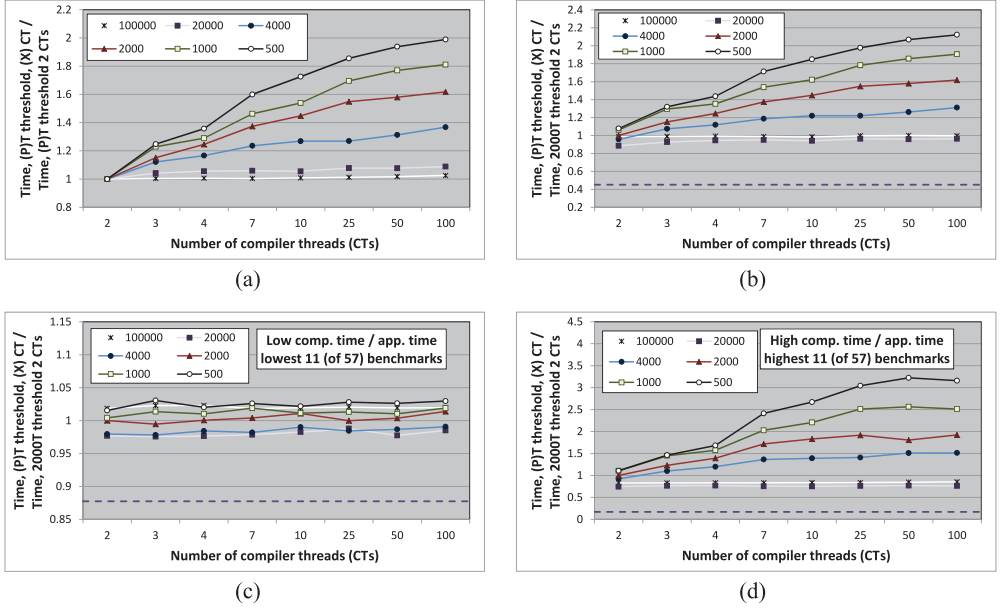 100000 20000 4000
2000 1000 500
2.2
2
1.8
1.6
1.4
1.2
1
0.8
2 3 4 7 10 25 50 100
Time, (P)T threshold, (X) CT /
Time, (P)T threshold 2 CTs
Number of compiler threads (CTs)
(a)
100000 20000
4000 2000
1000 500
2.4
2.2
2
1.8
1.6
1.4
1.2
1
0.8
0.6
0.4
0.2
2 3 4 7 10 25 50 100
Time, (P)T threshold, (X) CT /
Time, 2000T threshold 2 CTs
Number of compiler threads (CTs)
(b)
100000 20000
4000 2000
1000 500
Low comp. time / app. time
lowest 11 (of 57) benchmarks
1.15
1.1
1.05
1
0.95
0.9
0.85
2 3 4 7 10 25 50 100
Time, (P)T threshold, (X) CT /
Time, 2000T threshold 2 CTs
Number of compiler threads (CTs)
(c)
100000 20000
4000 2000
1000 500
High comp. time / app. time
highest 11 (of 57) benchmarks
4.5
4
3.5
3
2.5
2
1.5
1
0.5
0
2 3 4 7 10 25 50 100
Time, (P)T threshold, (X) CT /
Time, 2000T threshold 2 CTs
Number of compiler threads (CTs)
(d)